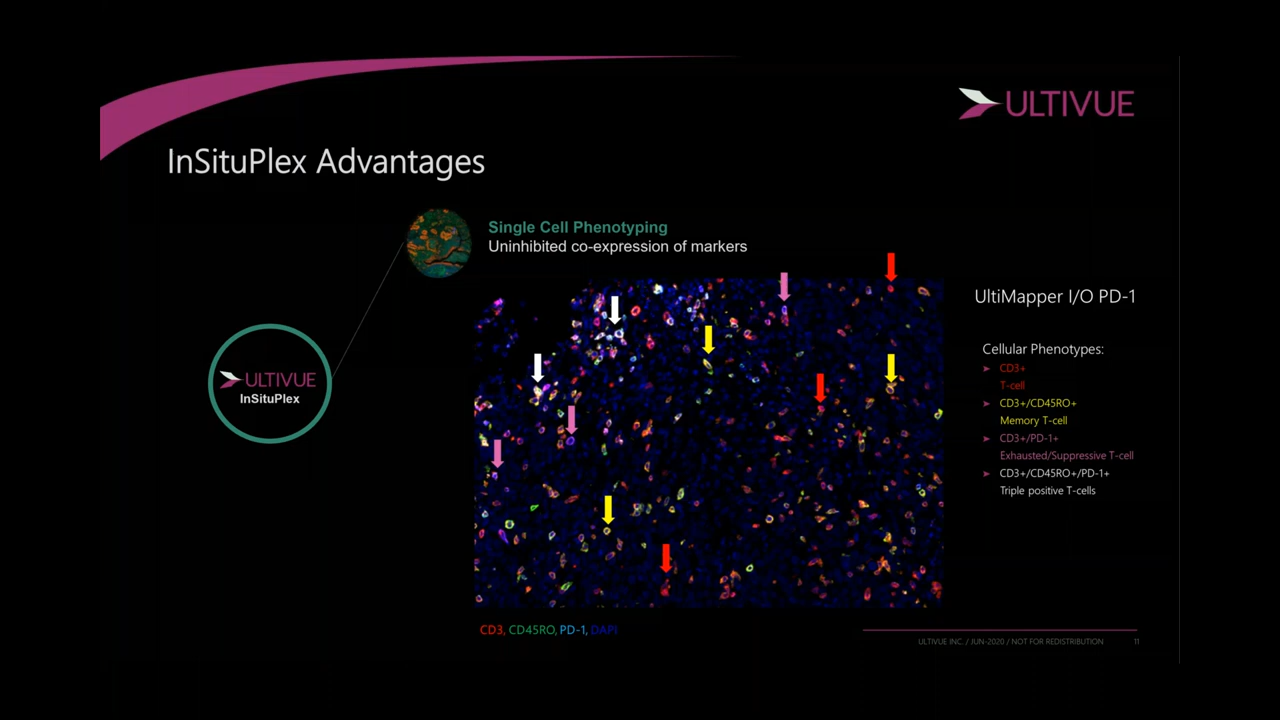 ULTIVUE
InSituPlex Advantages
Single Cell Phenotyping
Uninhibited co-expression of markers
UltiMapper I/O PD-1
Cellular Phenotypes:
CD3+
T-cell
CD3+/CD45RO+
Memory T-cell
CD3+/PD-1+
Exhausted/Suppressive T-cell
CD3+/CD45RO+/PD-1+
Triple positive T-cells
ULTIVUE
InSituPlex
CD3, CD45RO, PD-1, DAPI
ULTIVUE INC. / JUN-2020 / NOT FOR REDISTRIBUTION 11